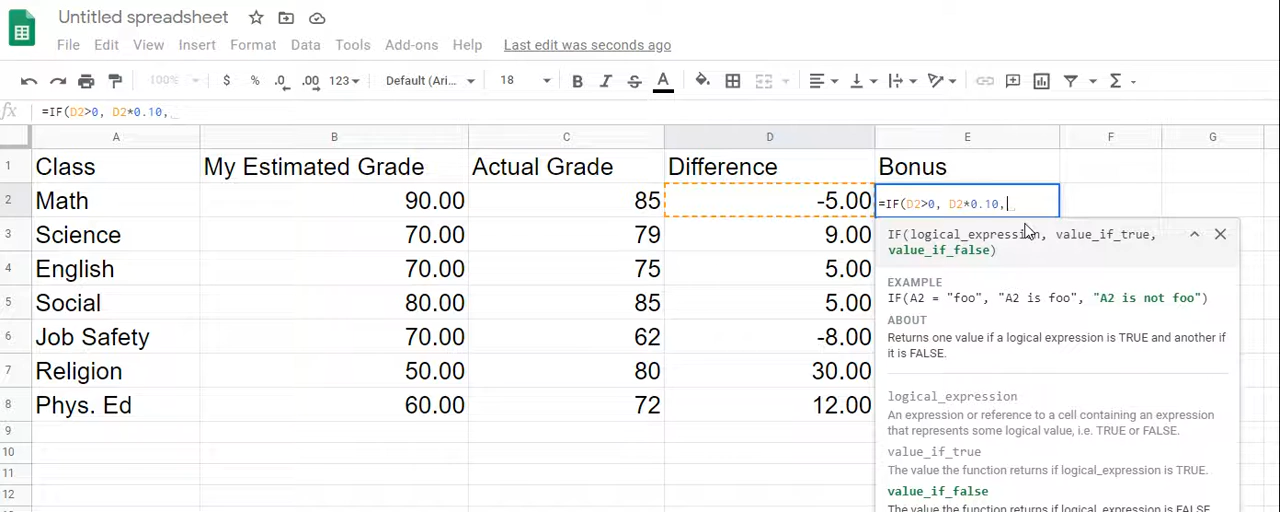 Untitled spreadsheet
File Edit View Insert Format Data Tools Add-ons Help Last edit was seconds ago
100% $ % .0 .00 123 Default (Ari... 18 A Σ
fx =IF(D2>0, D2*0.10,
A B C D E F G
1 Class My Estimated Grade Actual Grade Difference Bonus
2 Math 90.00 85 -5.00 =IF(D2>0, D2*0.10,
3 Science 70.00 79 9.00
4 English 70.00 75 5.00
5 Social 80.00 85 5.00
6 Job Safety 70.00 62 -8.00
7 Religion 50.00 80 30.00
8 Phys. Ed 60.00 72 12.00
9
10
11
12
IF(logical_expression, value_if_true,
value_if_false)
EXAMPLE
IF(A2 = "foo", "A2 is foo", "A2 is not foo")
ABOUT
Returns one value if a logical expression is TRUE and another if
it is FALSE.
logical_expression
An expression or reference to a cell containing an expression
that represents some logical value, i.e. TRUE or FALSE.
value_if_true
The value the function returns if logical_expression is TRUE.
value_if_false
The value the function returns if logical_expression is FALSE